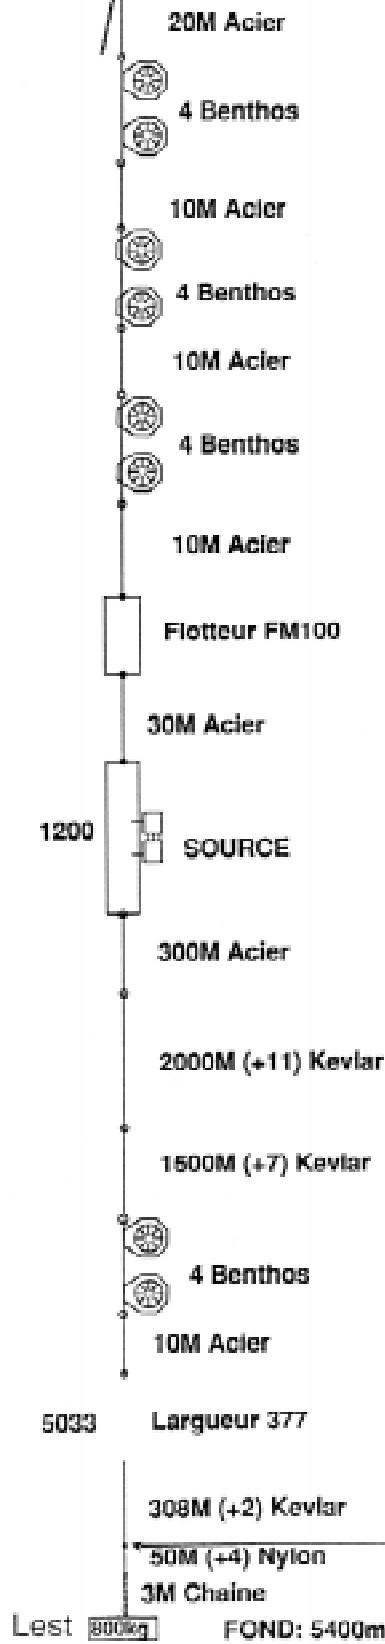 20M Acier
4 Benthos
10M Acier
4 Benthos
10M Acier
4 Benthos
10M Acier
Flotteur FM100
30M Acier
1200
SOURCE
300M Acier
2000M (+11) Kevlar
1500M (+7) Kevlar
4 Benthos
10M Acier
5033 Largueur 377
308M (+2) Kevlar
50M (+4) Nylon
3M Chaine
Lest 800kg FOND: 5400m